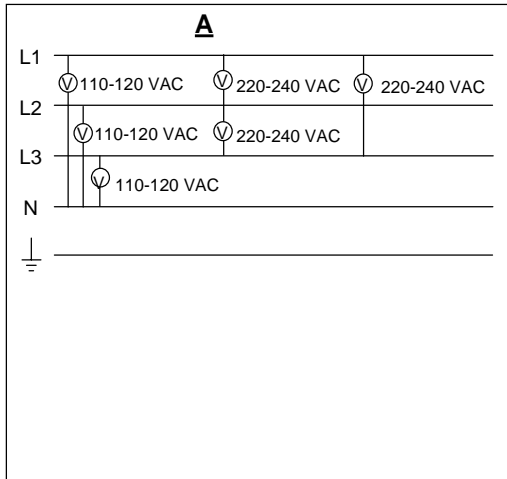 A
L1
V 110-120 VAC V 220-240 VAC V 220-240 VAC
L2
V 110-120 VAC V 220-240 VAC
L3
V 110-120 VAC
N